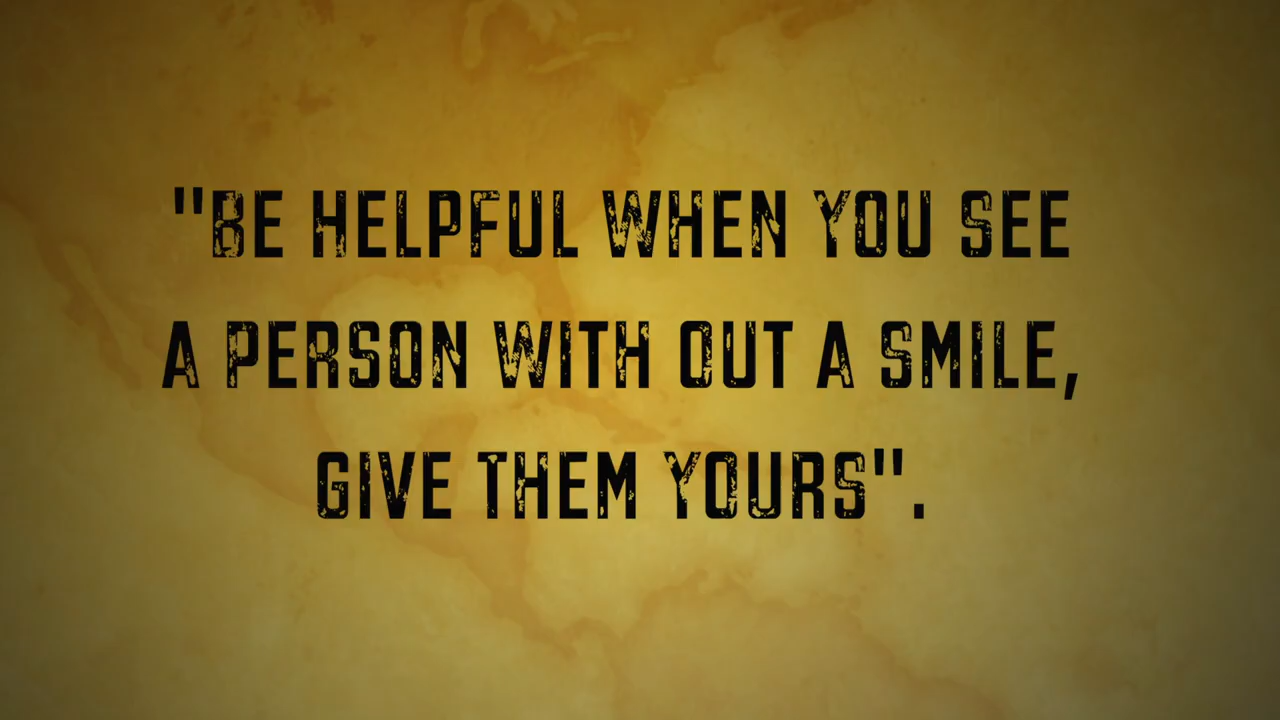 "BE HELPFUL WHEN YOU SEE
A PERSON WITH OUT A SMILE,
GIVE THEM YOURS".